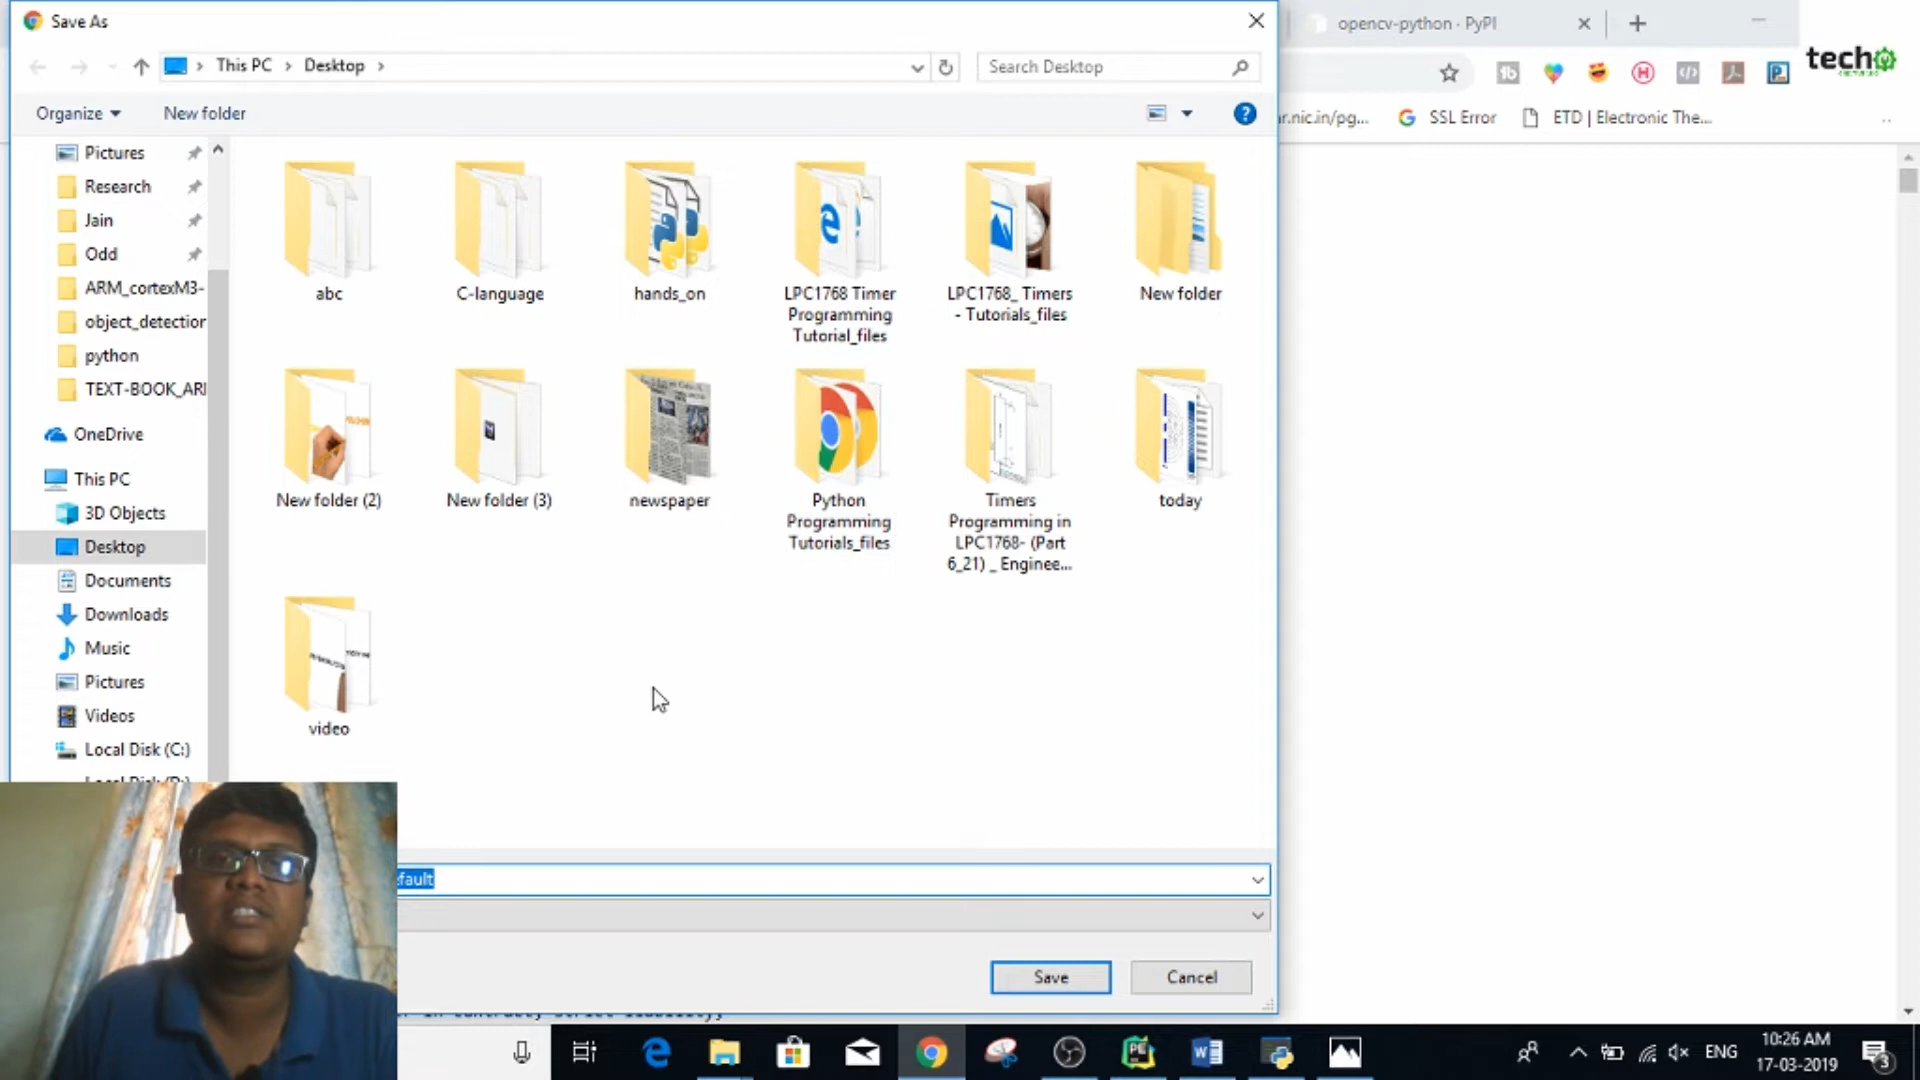 Save As
opencv-python · PyPI
This PC
Desktop
Search Desktop
tech
Organize
New folder
r.nic.in/pg...
SSL Error
ETD | Electronic The...
Pictures
Research
Jain
Odd
ARM_cortexM3-
object_detection
python
TEXT-BOOK_ARI
OneDrive
This PC
3D Objects
Desktop
Documents
Downloads
Music
Pictures
Videos
Local Disk (C:)
abc
C-language
hands_on
LPC1768 Timer
Programming
Tutorial_files
LPC1768_ Timers
- Tutorials_files
New folder
New folder (2)
New folder (3)
newspaper
Python
Programming
Tutorials_files
Timers
Programming in
LPC1768- (Part
6_21) _ Enginee...
today
video
fault
Save
Cancel
ENG
10:26 AM
17-03-2019
3